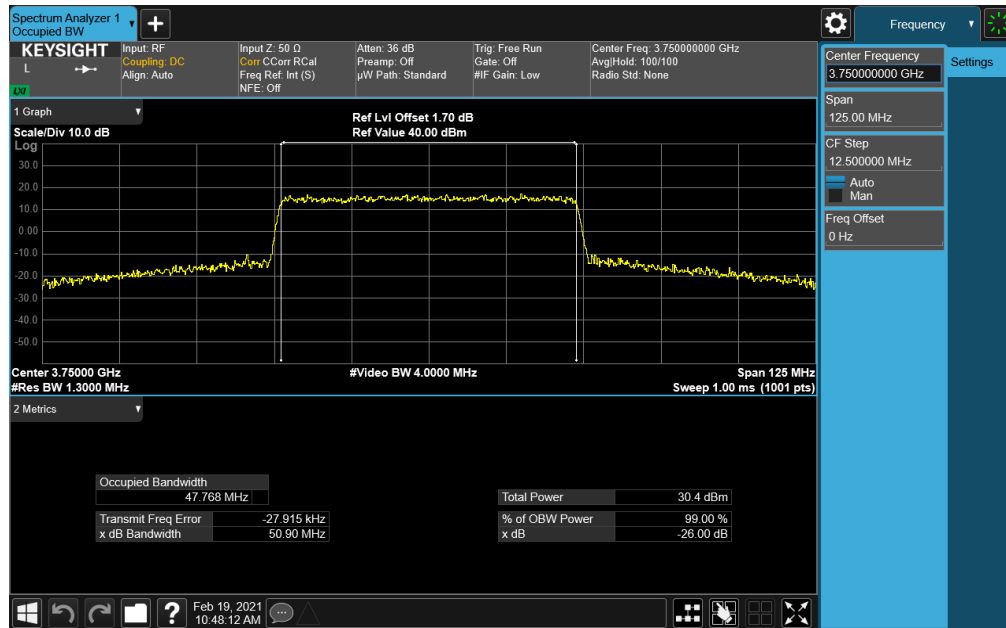 Spectrum Analyzer 1
Occupied BW
Frequency
KEYSIGHT
L
LXI
Input: RF
Coupling: DC
Align: Auto
Input Z: 50 Ω
Corr CCorr RCal
Freq Ref: Int (S)
NFE: Off
Atten: 36 dB
Preamp: Off
µW Path: Standard
Trig: Free Run
Gate: Off
#IF Gain: Low
Center Freq: 3.750000000 GHz
Avg|Hold: 100/100
Radio Std: None
Center Frequency
3.750000000 GHz
Settings
Span
125.00 MHz
CF Step
12.500000 MHz
Auto
Man
Freq Offset
0 Hz
1 Graph
Scale/Div 10.0 dB
Ref Lvl Offset 1.70 dB
Ref Value 40.00 dBm
Log
30.0
20.0
10.0
0.00
-10.0
-20.0
-30.0
-40.0
-50.0
Center 3.75000 GHz
#Video BW 4.0000 MHz
Span 125 MHz
#Res BW 1.3000 MHz
Sweep 1.00 ms (1001 pts)
2 Metrics
Occupied Bandwidth
47.768 MHz
Total Power 30.4 dBm
Transmit Freq Error -27.915 kHz
% of OBW Power 99.00 %
x dB Bandwidth 50.90 MHz
x dB -26.00 dB
?
Feb 19, 2021
10:48:12 AM